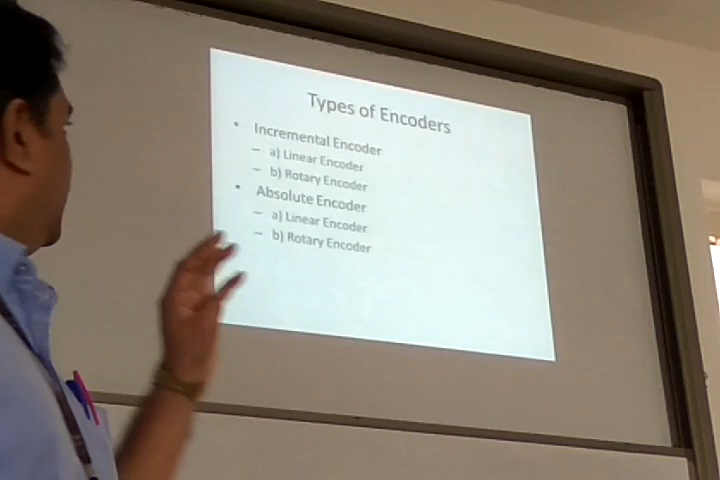 Types of Encoders
• Incremental Encoder
– a) Linear Encoder
– b) Rotary Encoder
• Absolute Encoder
– a) Linear Encoder
– b) Rotary Encoder